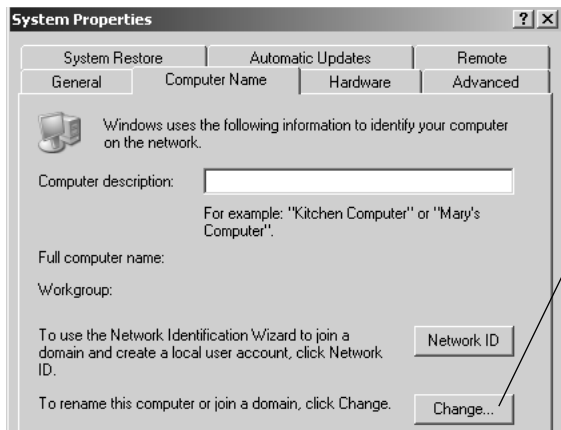 System Properties
System Restore Automatic Updates Remote
General Computer Name Hardware Advanced
Windows uses the following information to identify your computer
on the network.
Computer description:
For example: "Kitchen Computer" or "Mary's
Computer".
Full computer name:
Workgroup:
To use the Network Identification Wizard to join a
domain and create a local user account, click Network
ID.
Network ID
To rename this computer or join a domain, click Change.
Change...